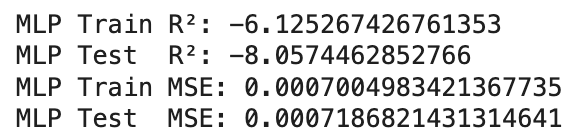 MLP Train R²: -6.125267426761353
MLP Test  R²: -8.0574462852766
MLP Train MSE: 0.0007004983421367735
MLP Test  MSE: 0.0007186821431314641